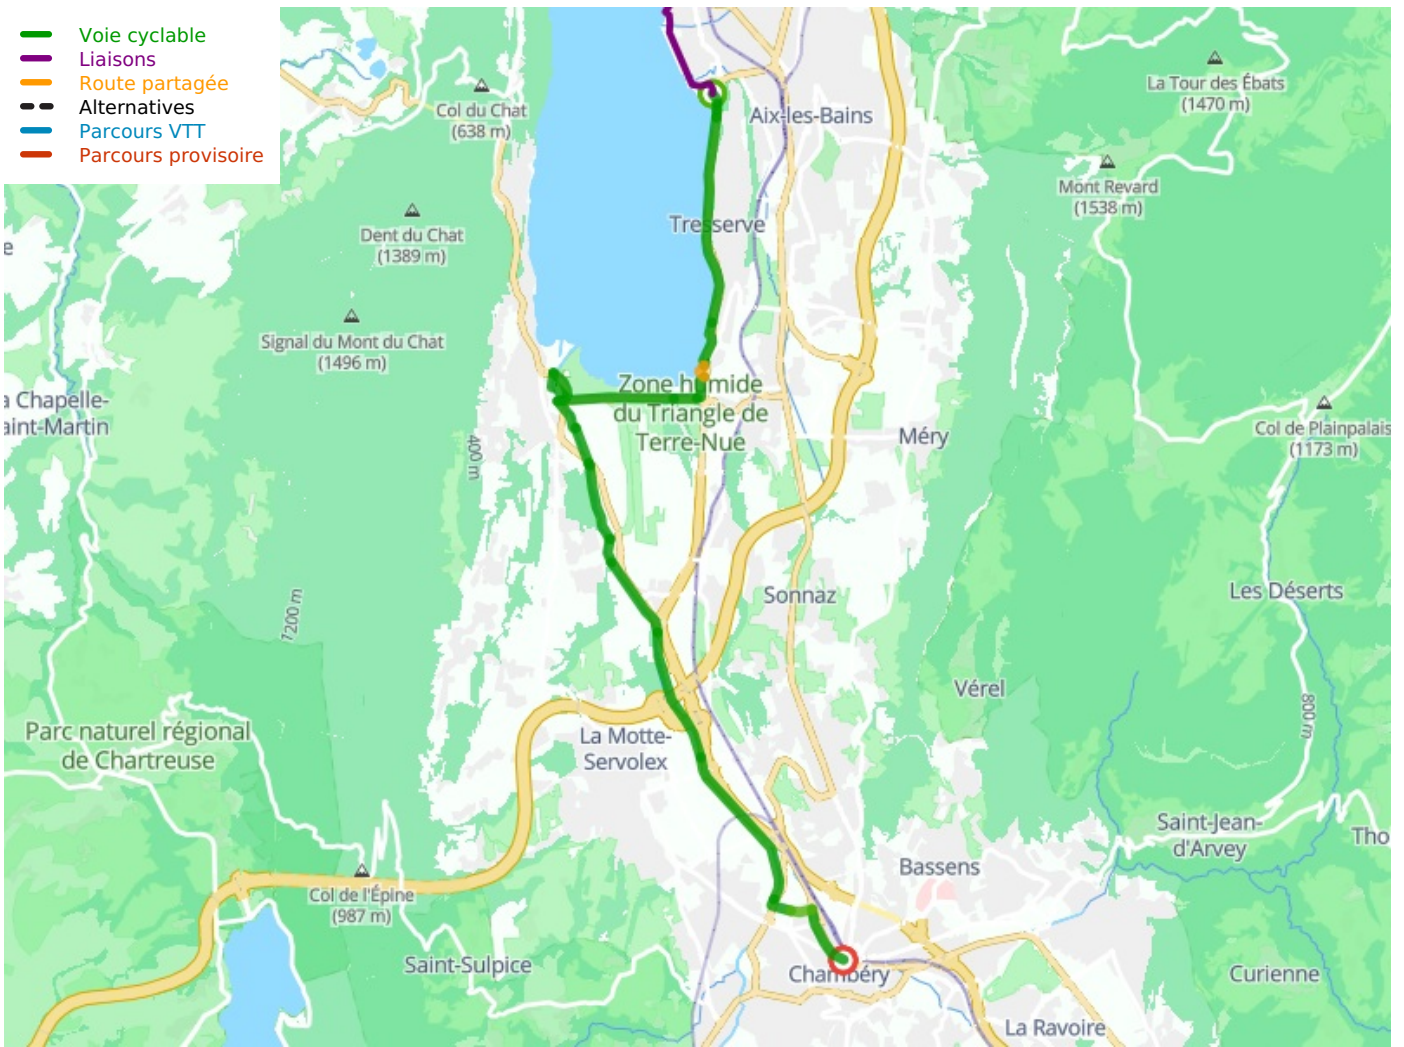 Voie cyclable
Liaisons
Route partagée
Alternatives
Parcours VTT
Parcours provisoire
Col du Chat
(638 m)
Aix-les-Bains
La Tour des Ébats
(1470 m)
Mont Revard
(1538 m)
Tresserve
Dent du Chat
(1389 m)
e
Signal du Mont du Chat
(1496 m)
Zone humide
du Triangle de
Terre-Nue
a Chapelle-
aint-Martin
400 m
Méry
Col de Plainpalais
(1173 m)
Sonnaz
Les Déserts
1200 m
Vérel
800 m
Parc naturel régional
de Chartreuse
La Motte-
Servolex
Saint-Jean-
d'Arvey
Tho
Bassens
Col de l'Épine
(987 m)
Saint-Sulpice
Chambéry
Curienne
La Ravoire